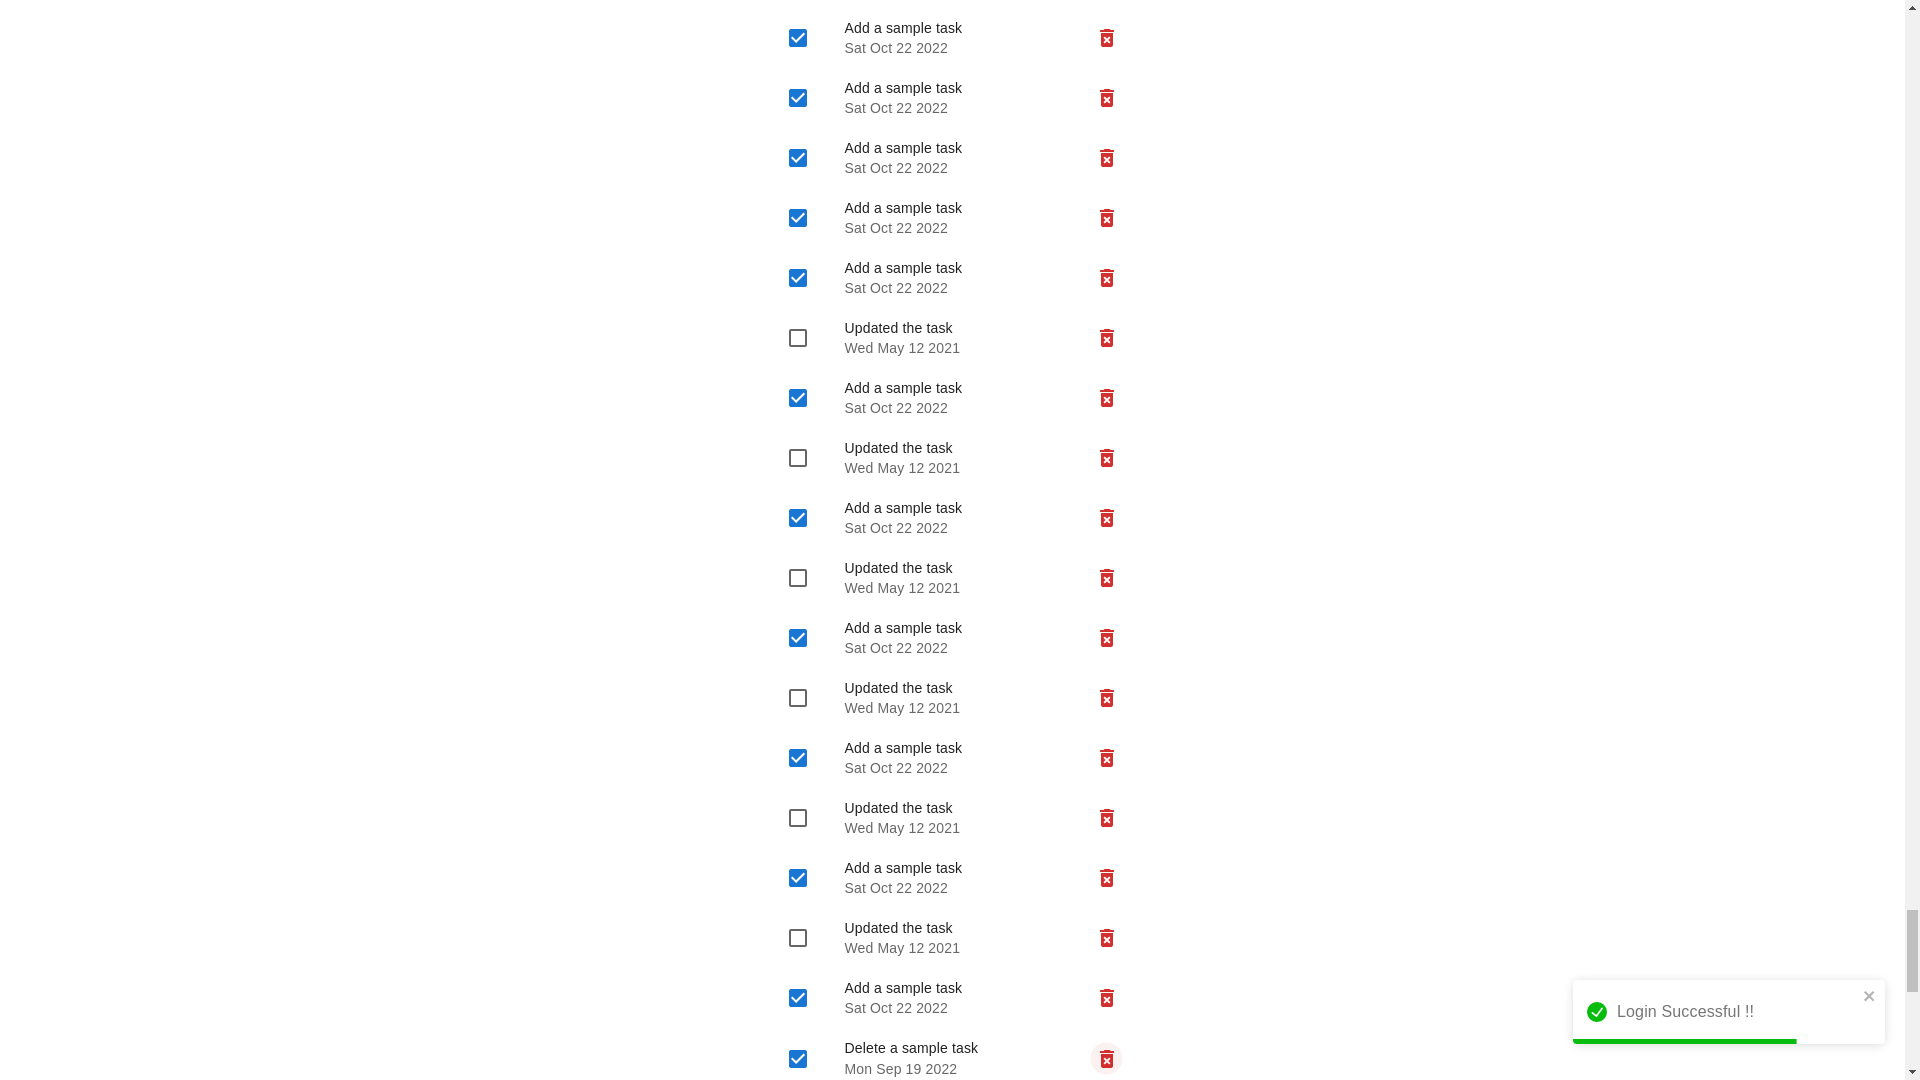 Add a sample task
Sat Oct 22 2022
Add a sample task
Sat Oct 22 2022
Add a sample task
Sat Oct 22 2022
Add a sample task
Sat Oct 22 2022
Add a sample task
Sat Oct 22 2022
Updated the task
Wed May 12 2021
Add a sample task
Sat Oct 22 2022
Updated the task
Wed May 12 2021
Add a sample task
Sat Oct 22 2022
Updated the task
Wed May 12 2021
Add a sample task
Sat Oct 22 2022
Updated the task
Wed May 12 2021
Add a sample task
Sat Oct 22 2022
Updated the task
Wed May 12 2021
Add a sample task
Sat Oct 22 2022
Updated the task
Wed May 12 2021
Add a sample task
Sat Oct 22 2022
Login Successful !!
Delete a sample task
Mon Sep 19 2022